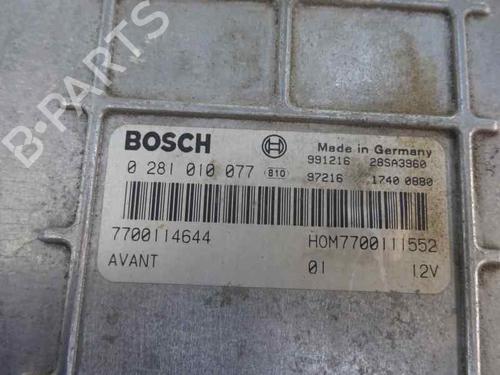 B-PARTS
BOSCH
Made in Germany
0 281 010 077 810
991216 28SA3960
97216 1740 0880
7700114644 HOM7700111552
AVANT 01 12V